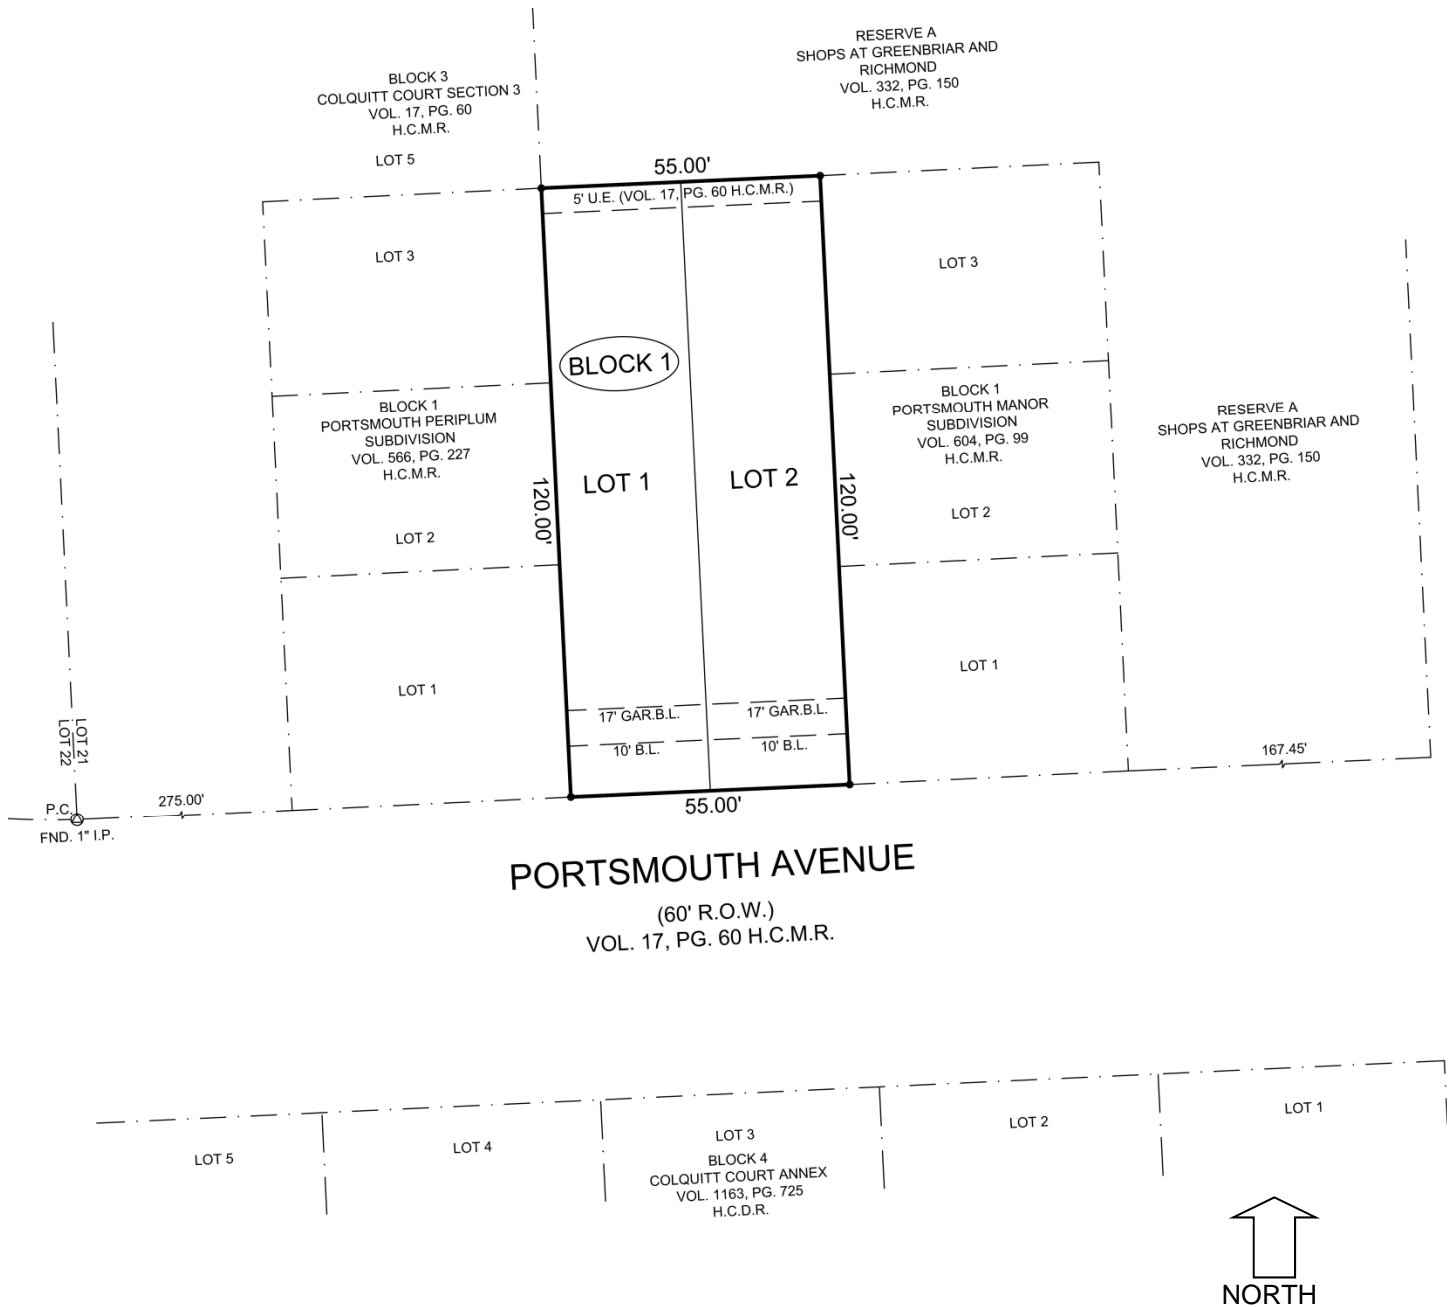 RESERVE A
SHOPS AT GREENBRIAR AND
RICHMOND
VOL. 332, PG. 150
H.C.M.R.
BLOCK 3
COLQUITT COURT SECTION 3
VOL. 17, PG. 60
H.C.M.R.
LOT 5
55.00'
5' U.E. (VOL. 17, PG. 60 H.C.M.R.)
LOT 3
LOT 3
BLOCK 1
BLOCK 1
PORTSMOUTH PERIPLUM
SUBDIVISION
VOL. 566, PG. 227
H.C.M.R.
LOT 2
120.00'
LOT 1
LOT 2
120.00'
BLOCK 1
PORTSMOUTH MANOR
SUBDIVISION
VOL. 604, PG. 99
H.C.M.R.
LOT 2
RESERVE A
SHOPS AT GREENBRIAR AND
RICHMOND
VOL. 332, PG. 150
H.C.M.R.
LOT 1
LOT 1
17' GAR.B.L.
17' GAR.B.L.
10' B.L.
10' B.L.
LOT 21
LOT 22
167.45'
P.C.
275.00'
FND. 1" I.P.
55.00'
PORTSMOUTH AVENUE
(60' R.O.W.)
VOL. 17, PG. 60 H.C.M.R.
LOT 5
LOT 4
LOT 3
BLOCK 4
COLQUITT COURT ANNEX
VOL. 1163, PG. 725
H.C.D.R.
LOT 2
LOT 1
NORTH